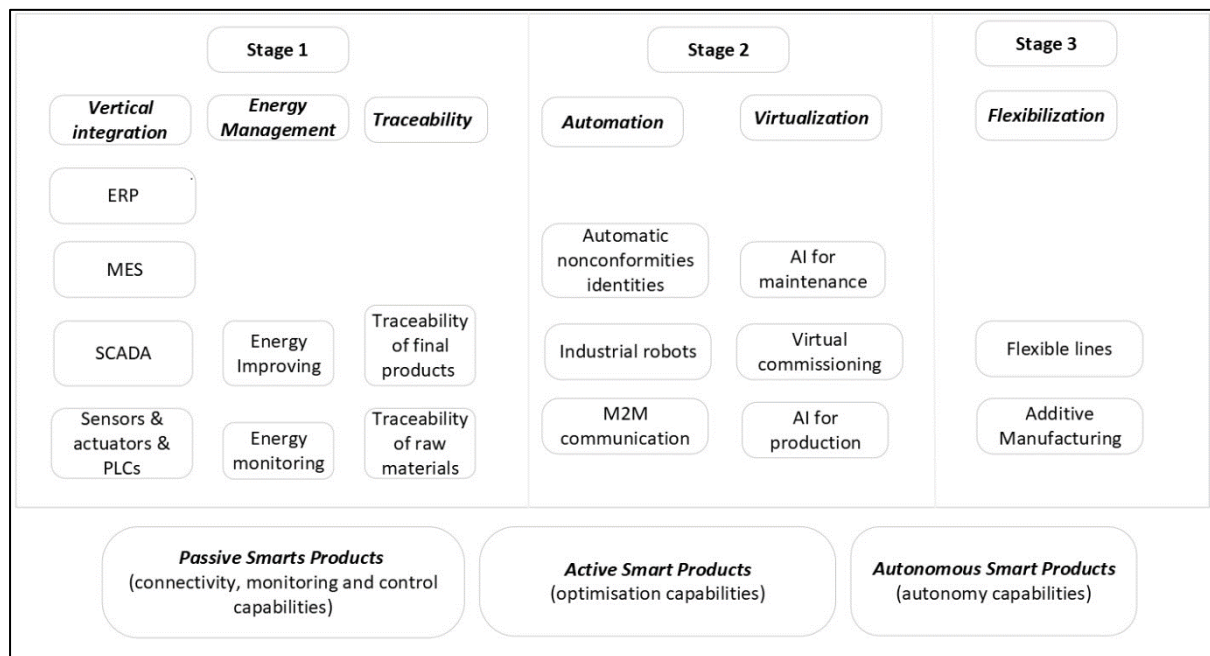 Stage 1
Stage 2
Stage 3
Vertical
integration
Energy
Management
Traceability
Automation
Virtualization
Flexibilization
ERP
MES
Automatic
nonconformities
identities
AI for
maintenance
SCADA
Energy
Improving
Traceability
of final
products
Industrial robots
Virtual
commissioning
Flexible lines
Sensors &
actuators &
PLCs
Energy
monitoring
Traceability
of raw
materials
M2M
communication
AI for
production
Additive
Manufacturing
Passive Smarts Products
(connectivity, monitoring and control
capabilities)
Active Smart Products
(optimisation capabilities)
Autonomous Smart Products
(autonomy capabilities)